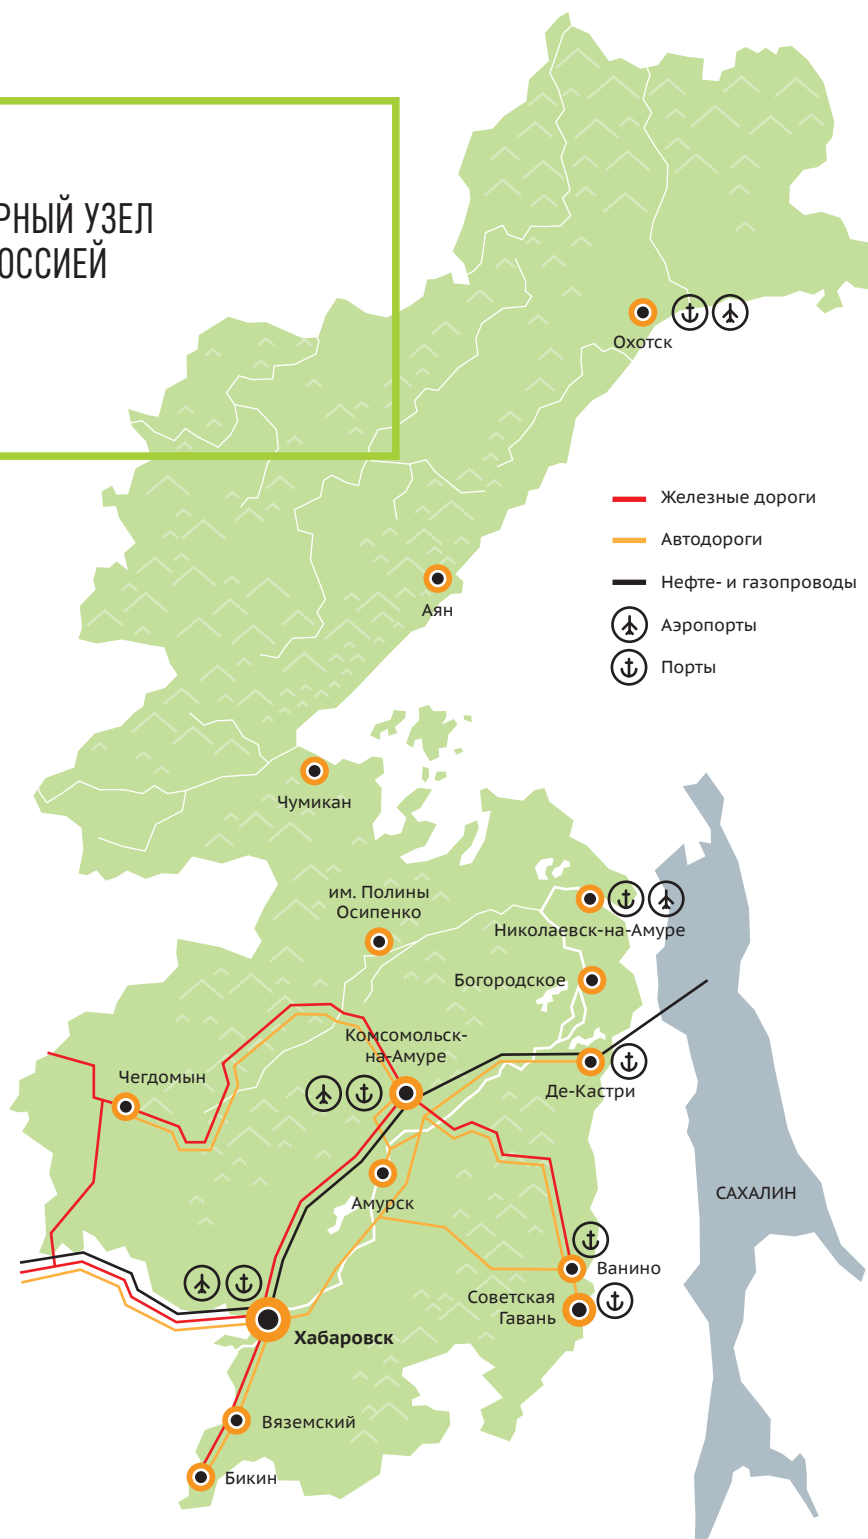 РНЫЙ УЗЕЛ
ОССИЕЙ
Охотск
Железные дороги
Автодороги
Нефте- и газопроводы
Аэропорты
Порты
Аян
Чумикан
им. Полины
Осипенко
Николаевск-на-Амуре
Богородское
Комсомольск-
на-Амуре
Чегдомын
Де-Кастри
Амурск
САХАЛИН
Ванино
Советская
Гавань
Хабаровск
Вяземский
Бикин